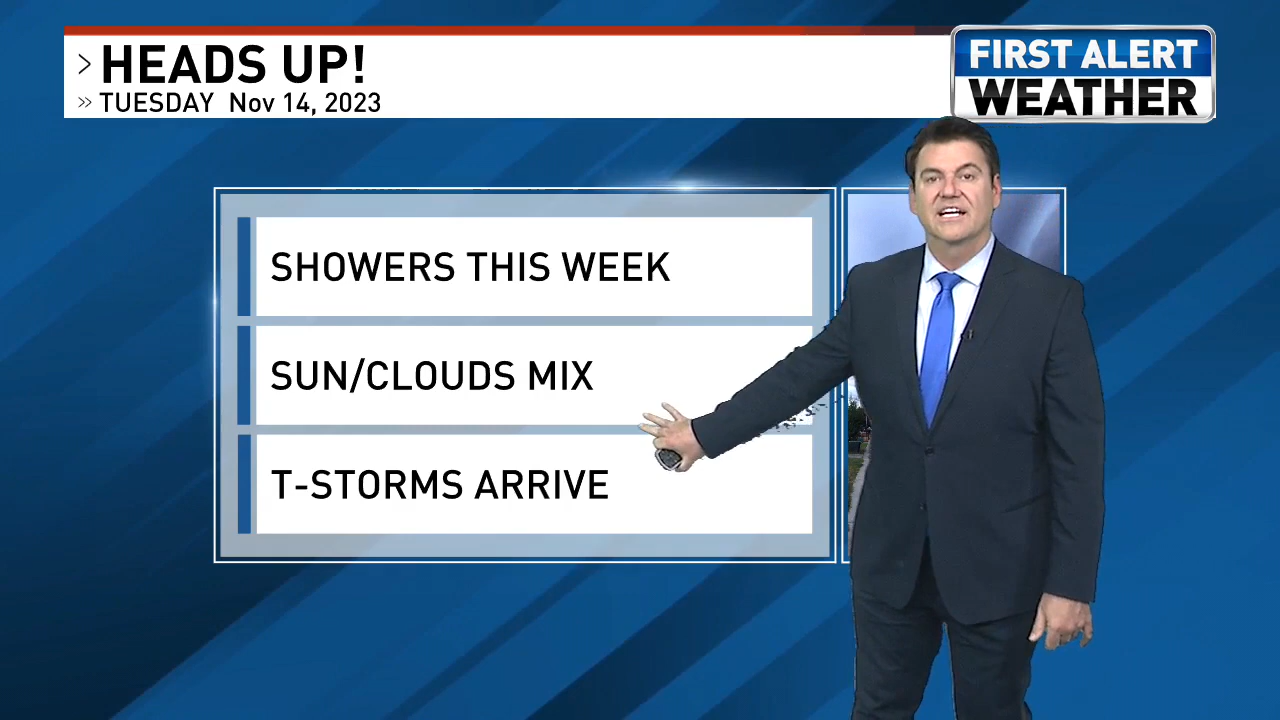 > HEADS UP!
» TUESDAY Nov 14, 2023
FIRST ALERT
WEATHER
SHOWERS THIS WEEK
SUN/CLOUDS MIX
T-STORMS ARRIVE